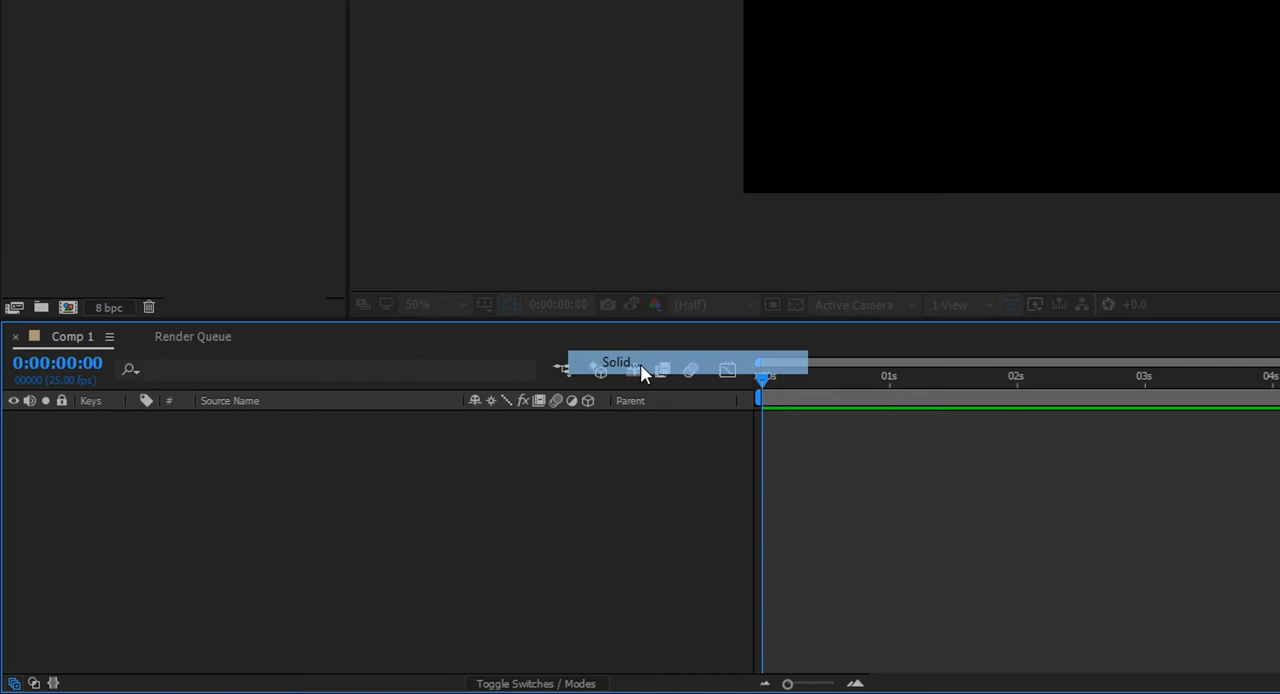 50%
0:00:00:00
(Half)
Active Camera
1 View
+0.0
8 bpc
Comp 1
Render Queue
0:00:00:00
00000 (25.00 fps)
Solid...
01s
02s
03s
04s
Keys
#
Source Name
fx
Parent
Toggle Switches / Modes